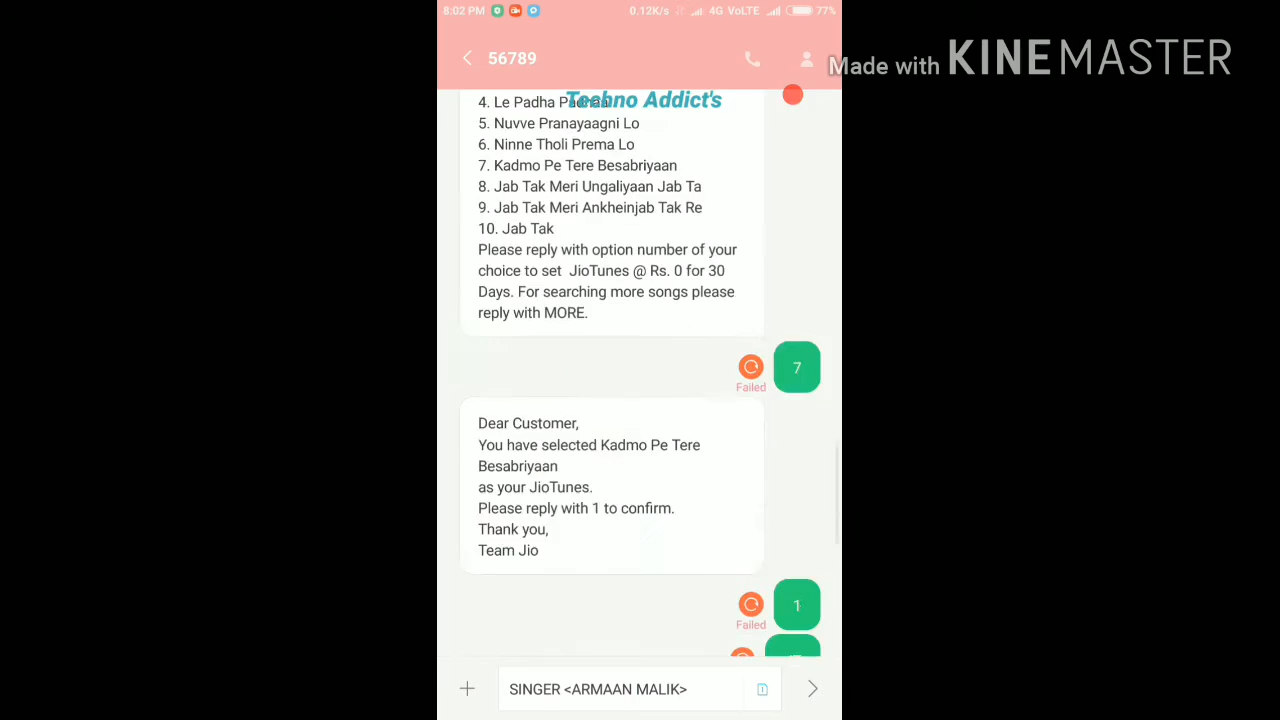 8:02 PM 0.12K/s 4G VoLTE 77%
56789
Made with KINEMASTER
Techno Addict's
4. Le Padha
5. Nuvve Pranayaagni Lo
6. Ninne Tholi Prema Lo
7. Kadmo Pe Tere Besabriyaan
8. Jab Tak Meri Ungaliyaan Jab Ta
9. Jab Tak Meri Ankheinjab Tak Re
10. Jab Tak
Please reply with option number of your
choice to set JioTunes @ Rs. 0 for 30
Days. For searching more songs please
reply with MORE.
7
Failed
Dear Customer,
You have selected Kadmo Pe Tere
Besabriyaan
as your JioTunes.
Please reply with 1 to confirm.
Thank you,
Team Jio
1
Failed
SINGER <ARMAAN MALIK>
1